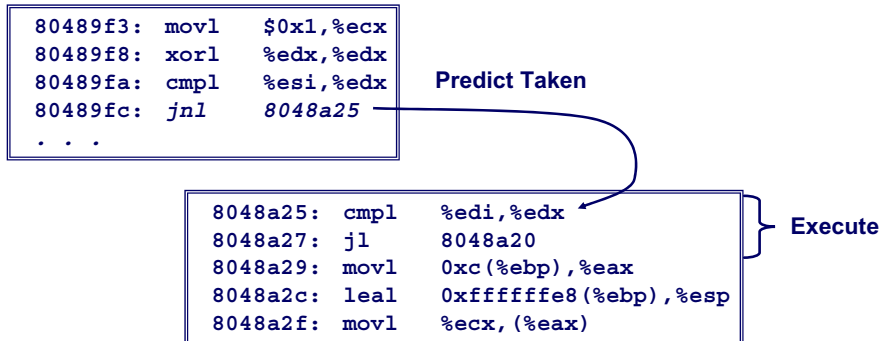 80489f3: movl $0x1,%ecx
80489f8: xorl %edx,%edx
80489fa: cmpl %esi,%edx
80489fc: jnl 8048a25
. . .
Predict Taken
8048a25: cmpl %edi,%edx
8048a27: jl 8048a20
8048a29: movl 0xc(%ebp),%eax
8048a2c: leal 0xffffffe8(%ebp),%esp
8048a2f: movl %ecx,(%eax)
Execute